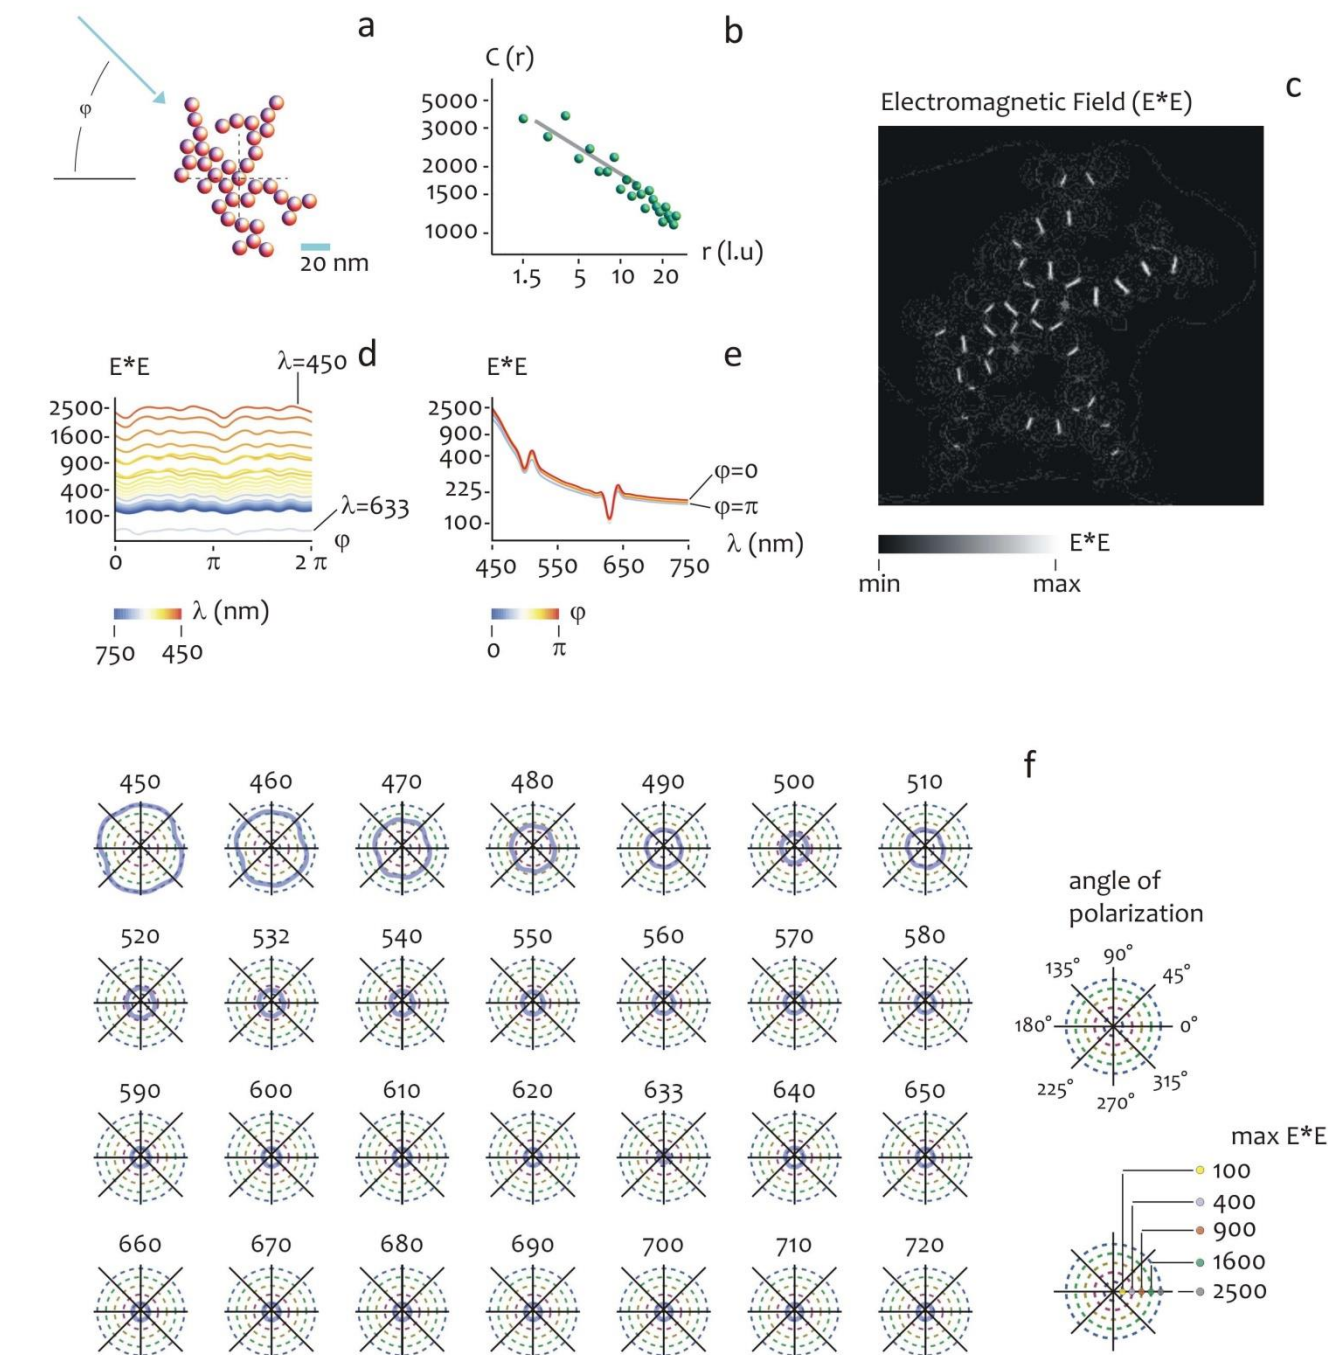 a
φ
20 nm
b
C (r)
5000
3000
2000
1500
1000
r (l.u)
1.5 5 10 20
c
Electromagnetic Field (E*E)
E*E
min max
d
E*E
λ=450
2500
1600
900
400
100
λ=633
φ
0 π 2 π
λ (nm)
750 450
e
E*E
2500
900
400
225
100
φ=0
φ=π
λ (nm)
450 550 650 750
φ
0 π
f
450 460 470 480 490 500 510
520 532 540 550 560 570 580
590 600 610 620 633 640 650
660 670 680 690 700 710 720
angle of
polarization
90°
135° 45°
180° 0°
225° 315°
270°
max E*E
100
400
900
1600
2500